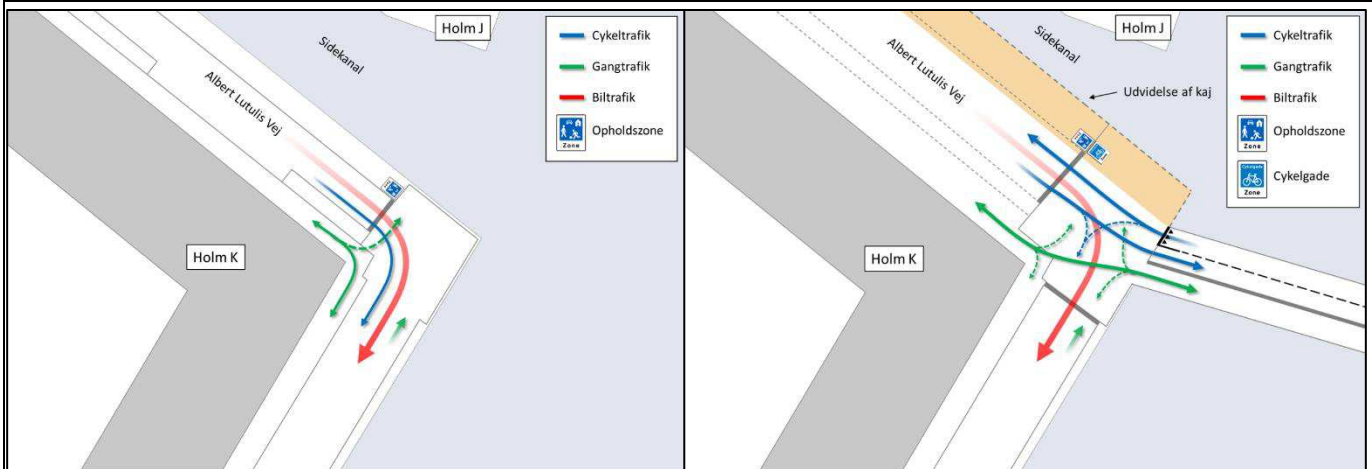 Holm J
Sidekanal
Albert Lutulis Vej
Holm K
Cykeltrafik
Gangtrafik
Biltrafik
Zone
Opholdszone
Holm J
Sidekanal
Udvidelse af kaj
Albert Lutulis Vej
Holm K
Cykeltrafik
Gangtrafik
Biltrafik
Zone
Opholdszone
Cykelgade
Zone
Cykelgade